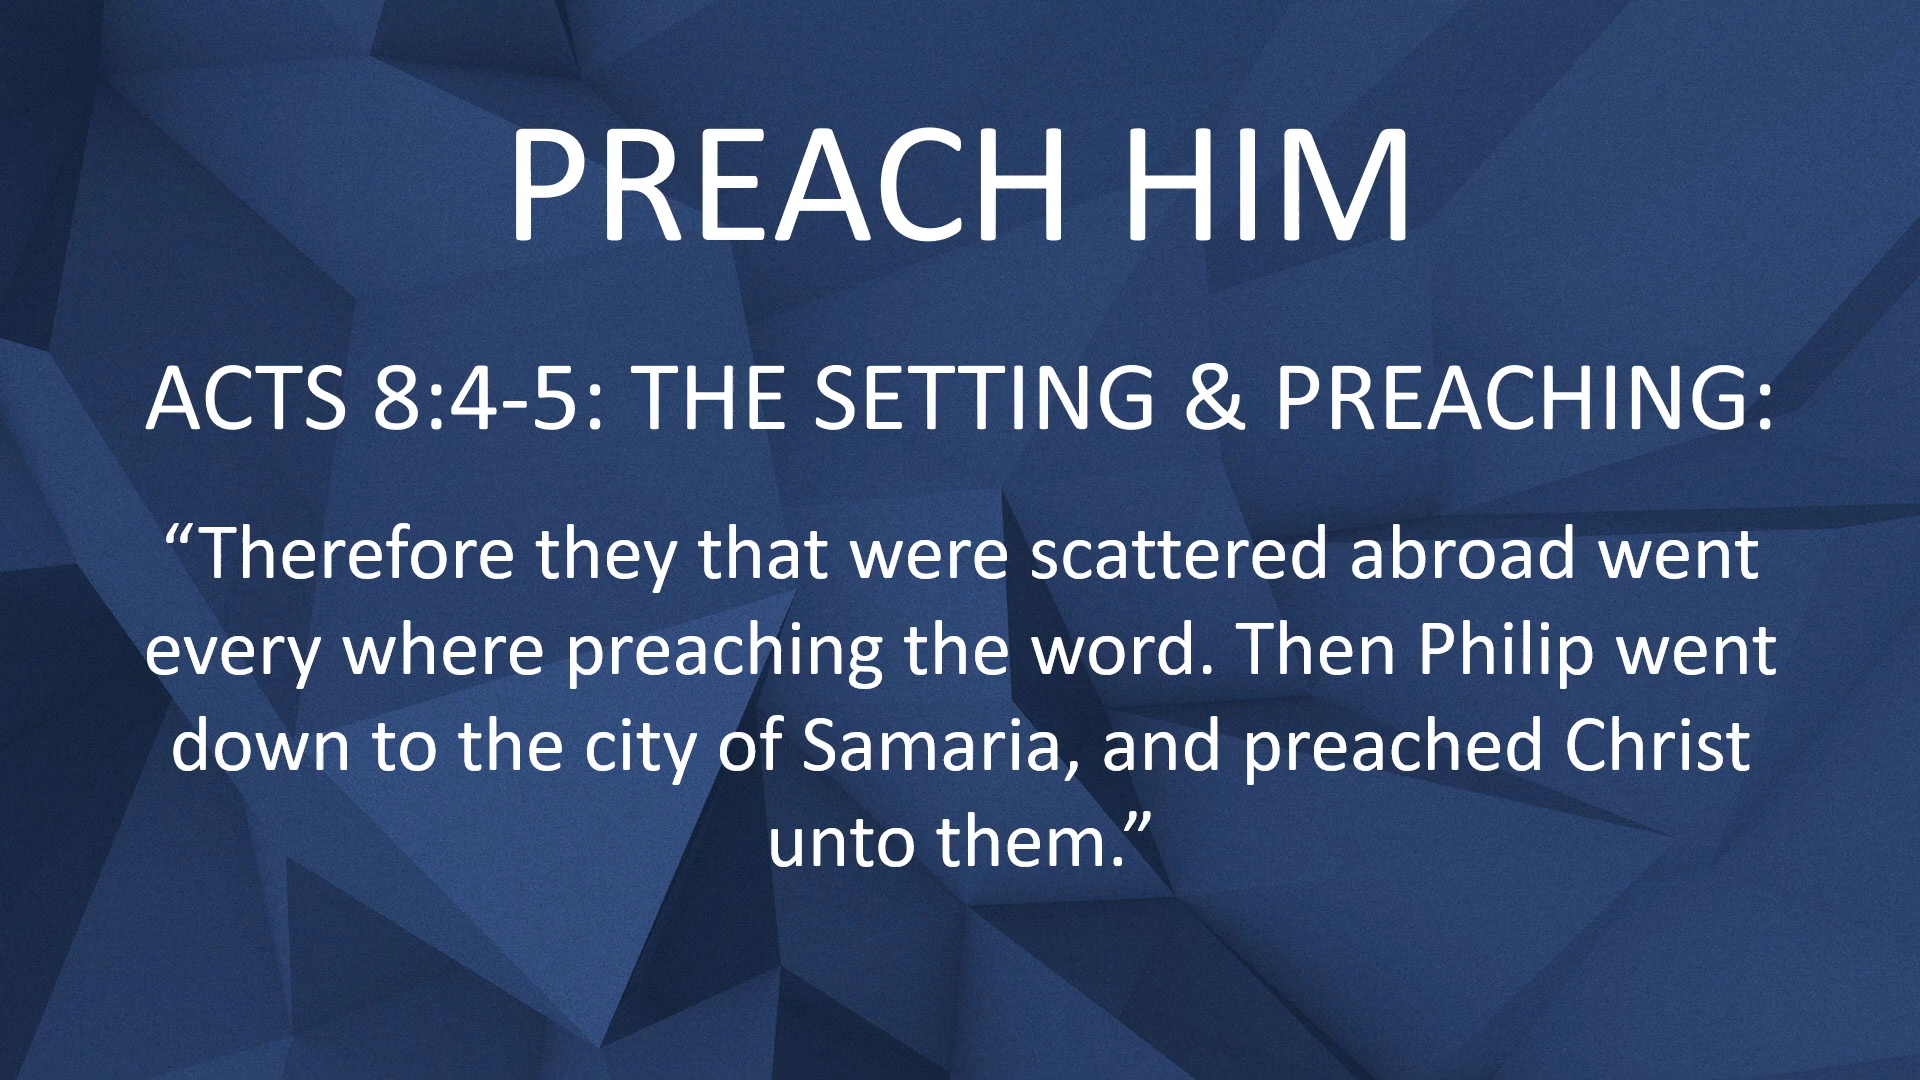 PREACH HIM
ACTS 8:4-5: THE SETTING & PREACHING:
“Therefore they that were scattered abroad went
every where preaching the word. Then Philip went
down to the city of Samaria, and preached Christ
unto them.”